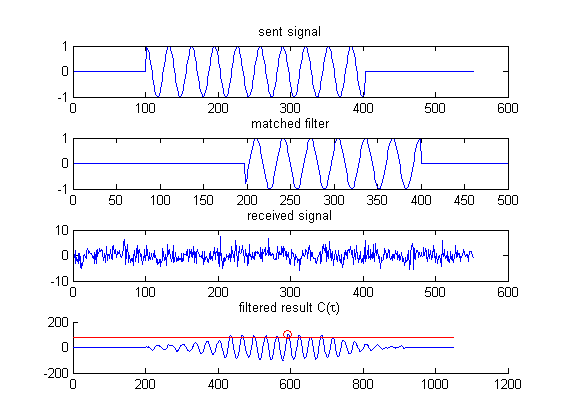 sent signal
1
0
-1
0 100 200 300 400 500 600
matched filter
1
0
-1
0 50 100 150 200 250 300 350 400 450 500
received signal
10
0
-10
0 100 200 300 400 500 600
filtered result C(τ)
200
0
-200
0 200 400 600 800 1000 1200